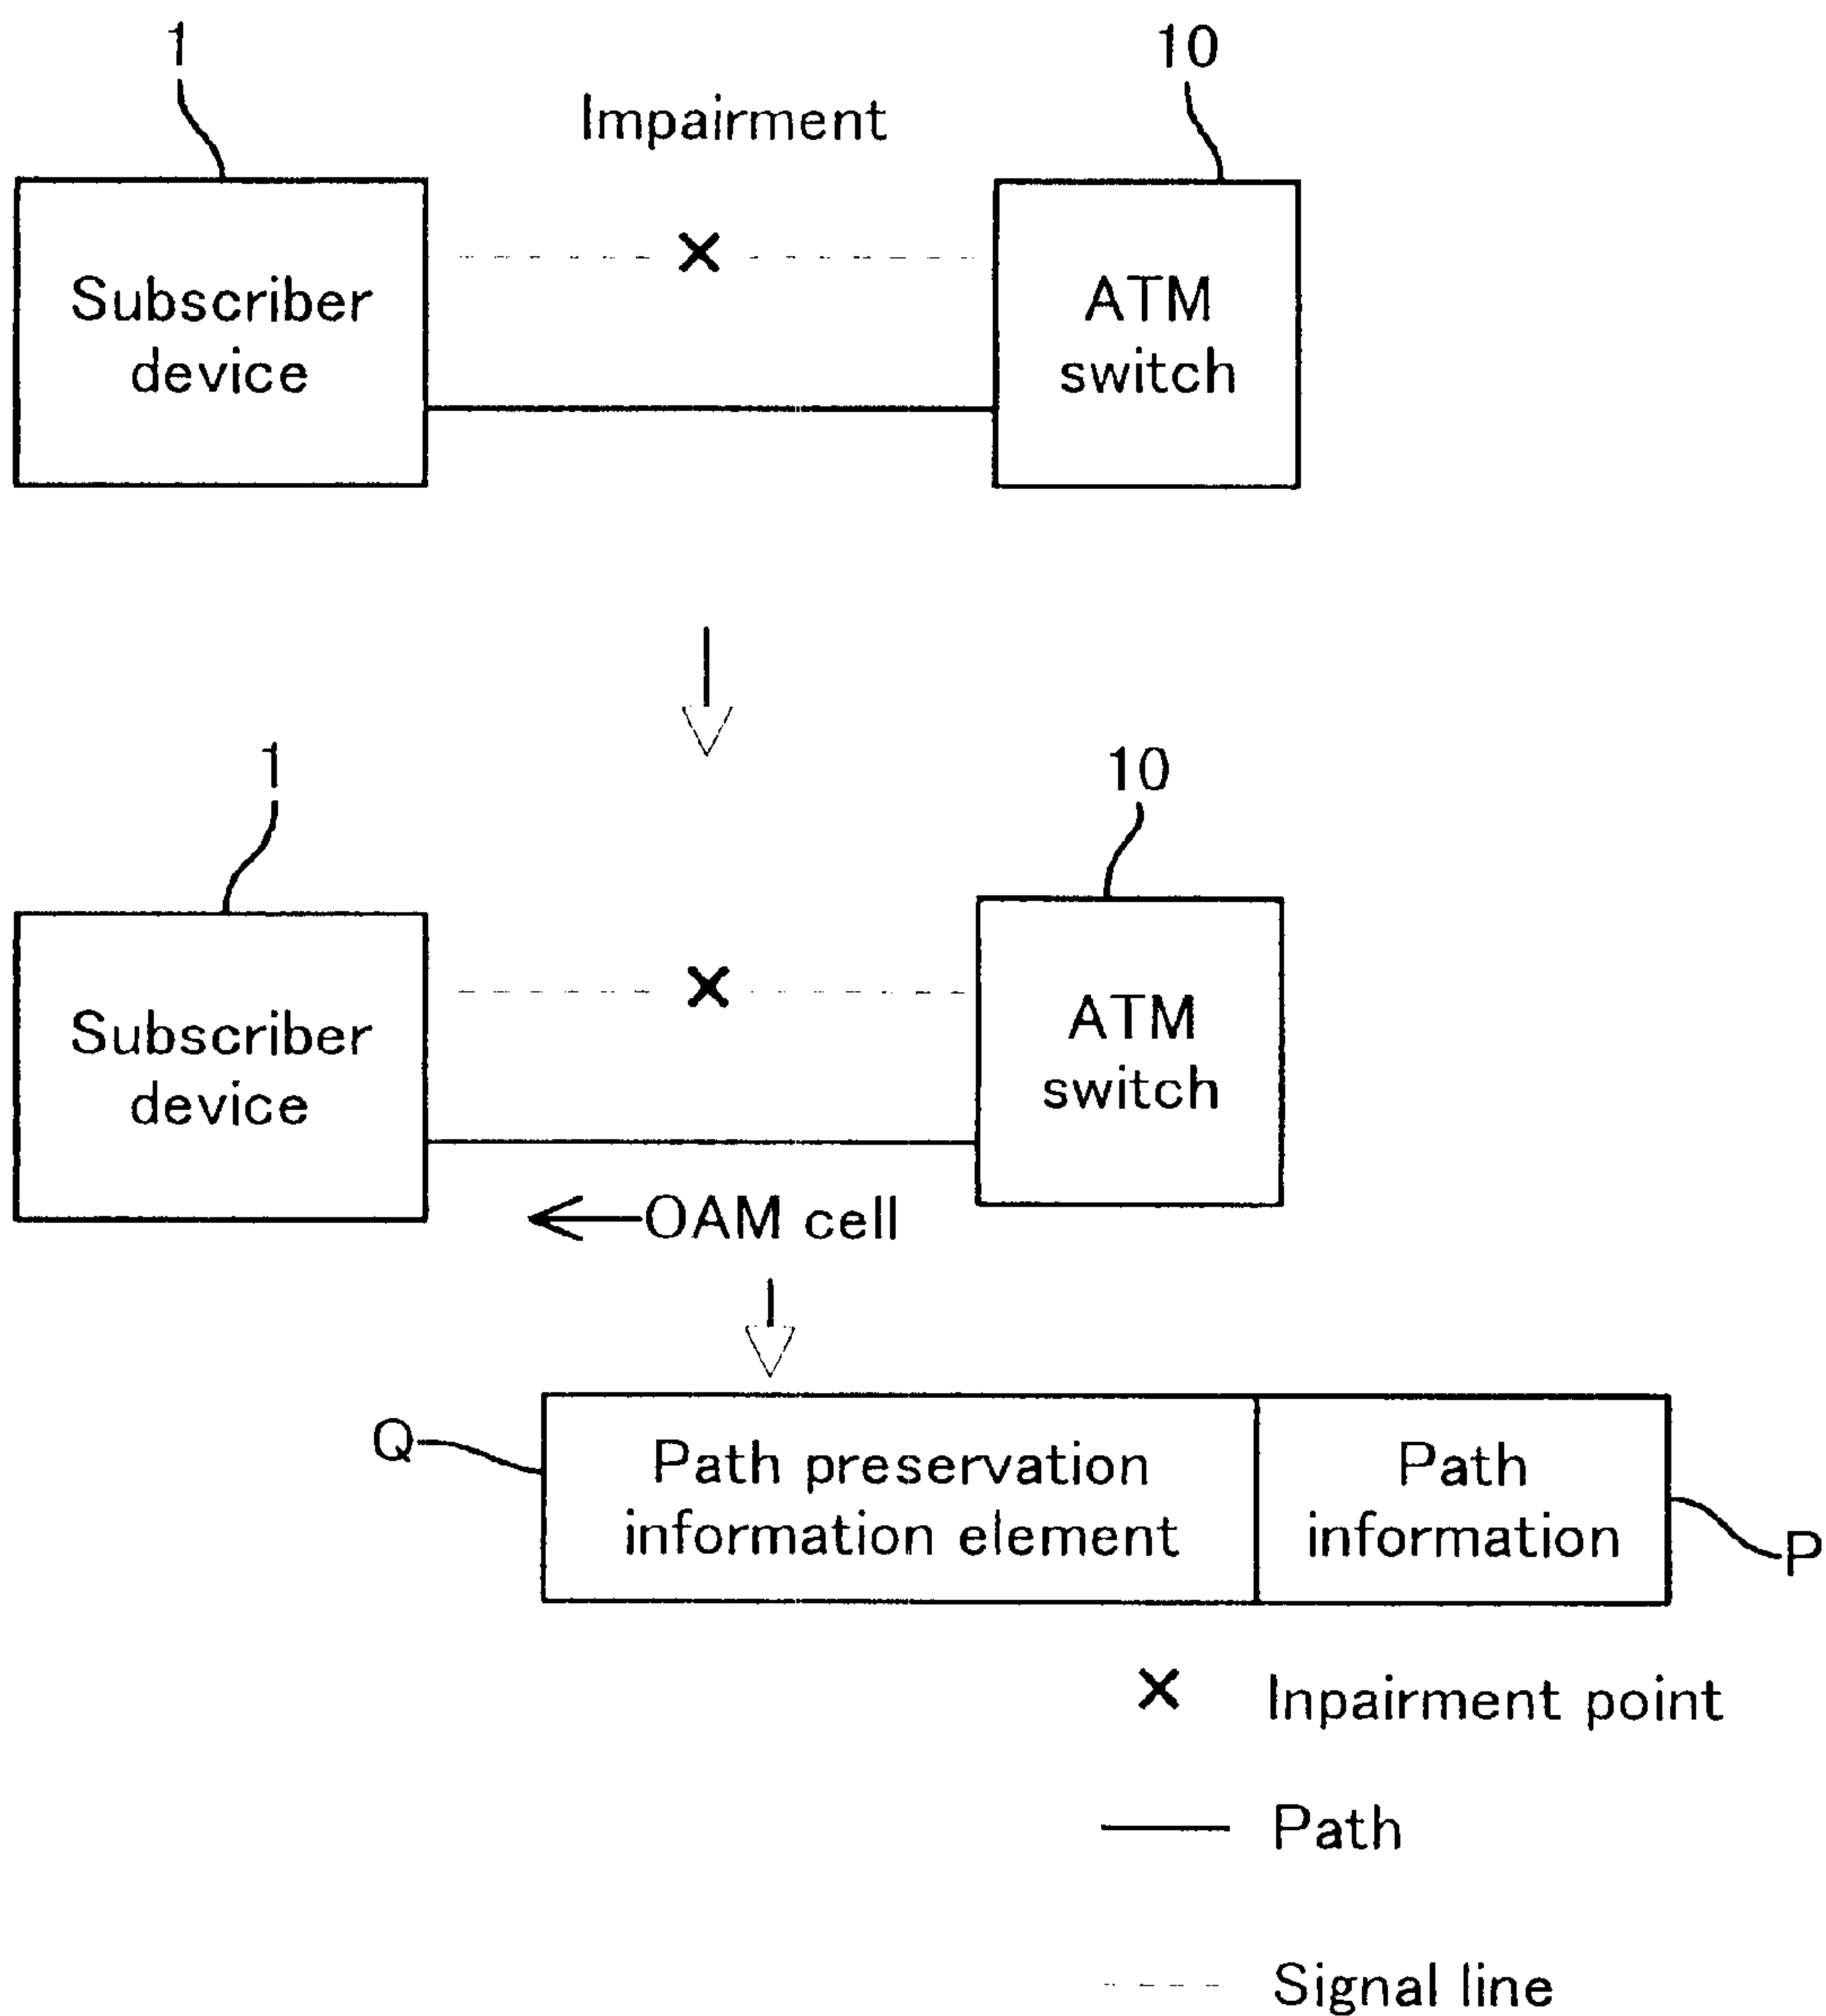 1
10
Impairment
Subscriber
device
ATM
switch
1
10
Subscriber
device
ATM
switch
OAM cell
Q
Path preservation
information element
Path
information
P
Inpairment point
Path
Signal line